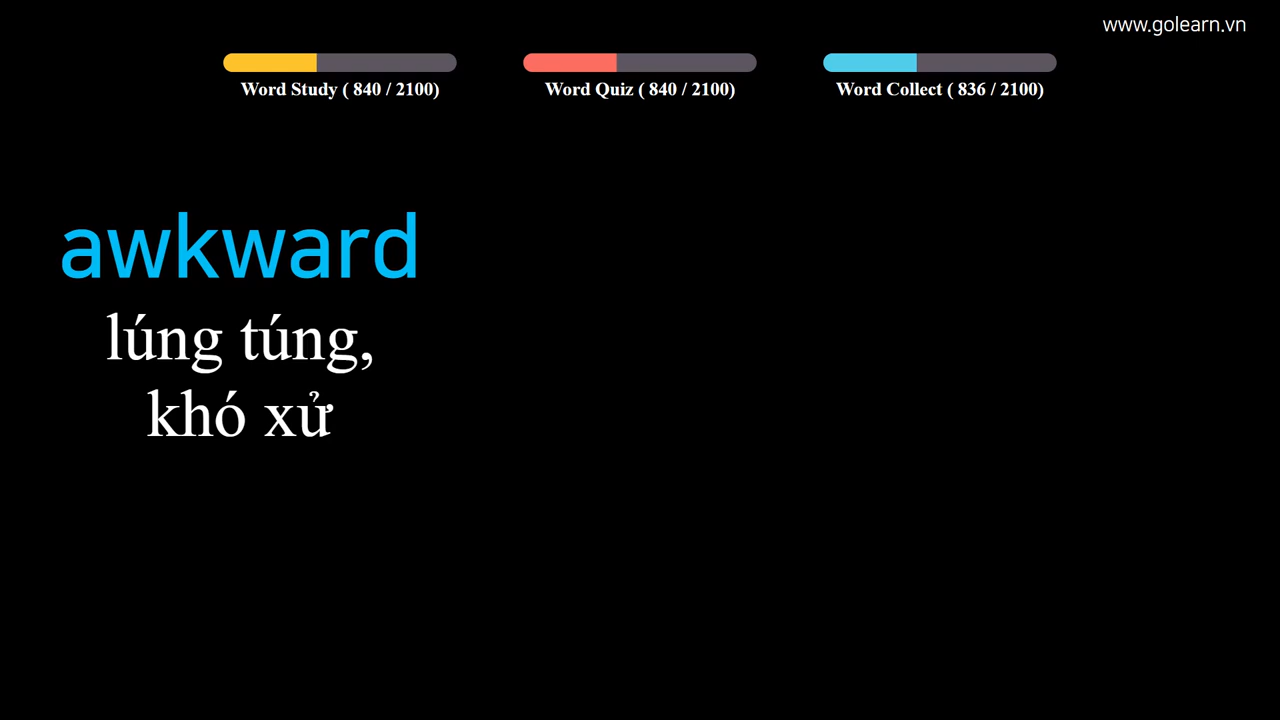 www.golearn.vn
Word Study ( 840 / 2100)
Word Quiz ( 840 / 2100)
Word Collect ( 836 / 2100)
awkward
lúng túng,
khó xử